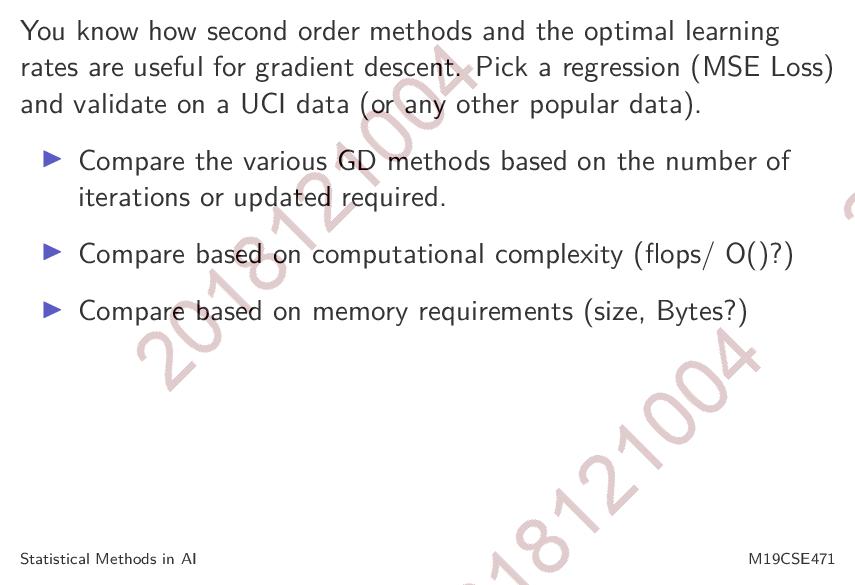 You know how second order methods and the optimal learning
rates are useful for gradient descent. Pick a regression (MSE Loss)
and validate on a UCI data (or any other popular data).
▶ Compare the various GD methods based on the number of
iterations or updated required.
▶ Compare based on computational complexity (flops/ O()?)
▶ Compare based on memory requirements (size, Bytes?)
2018121004
2018121004
Statistical Methods in AI
M19CSE471